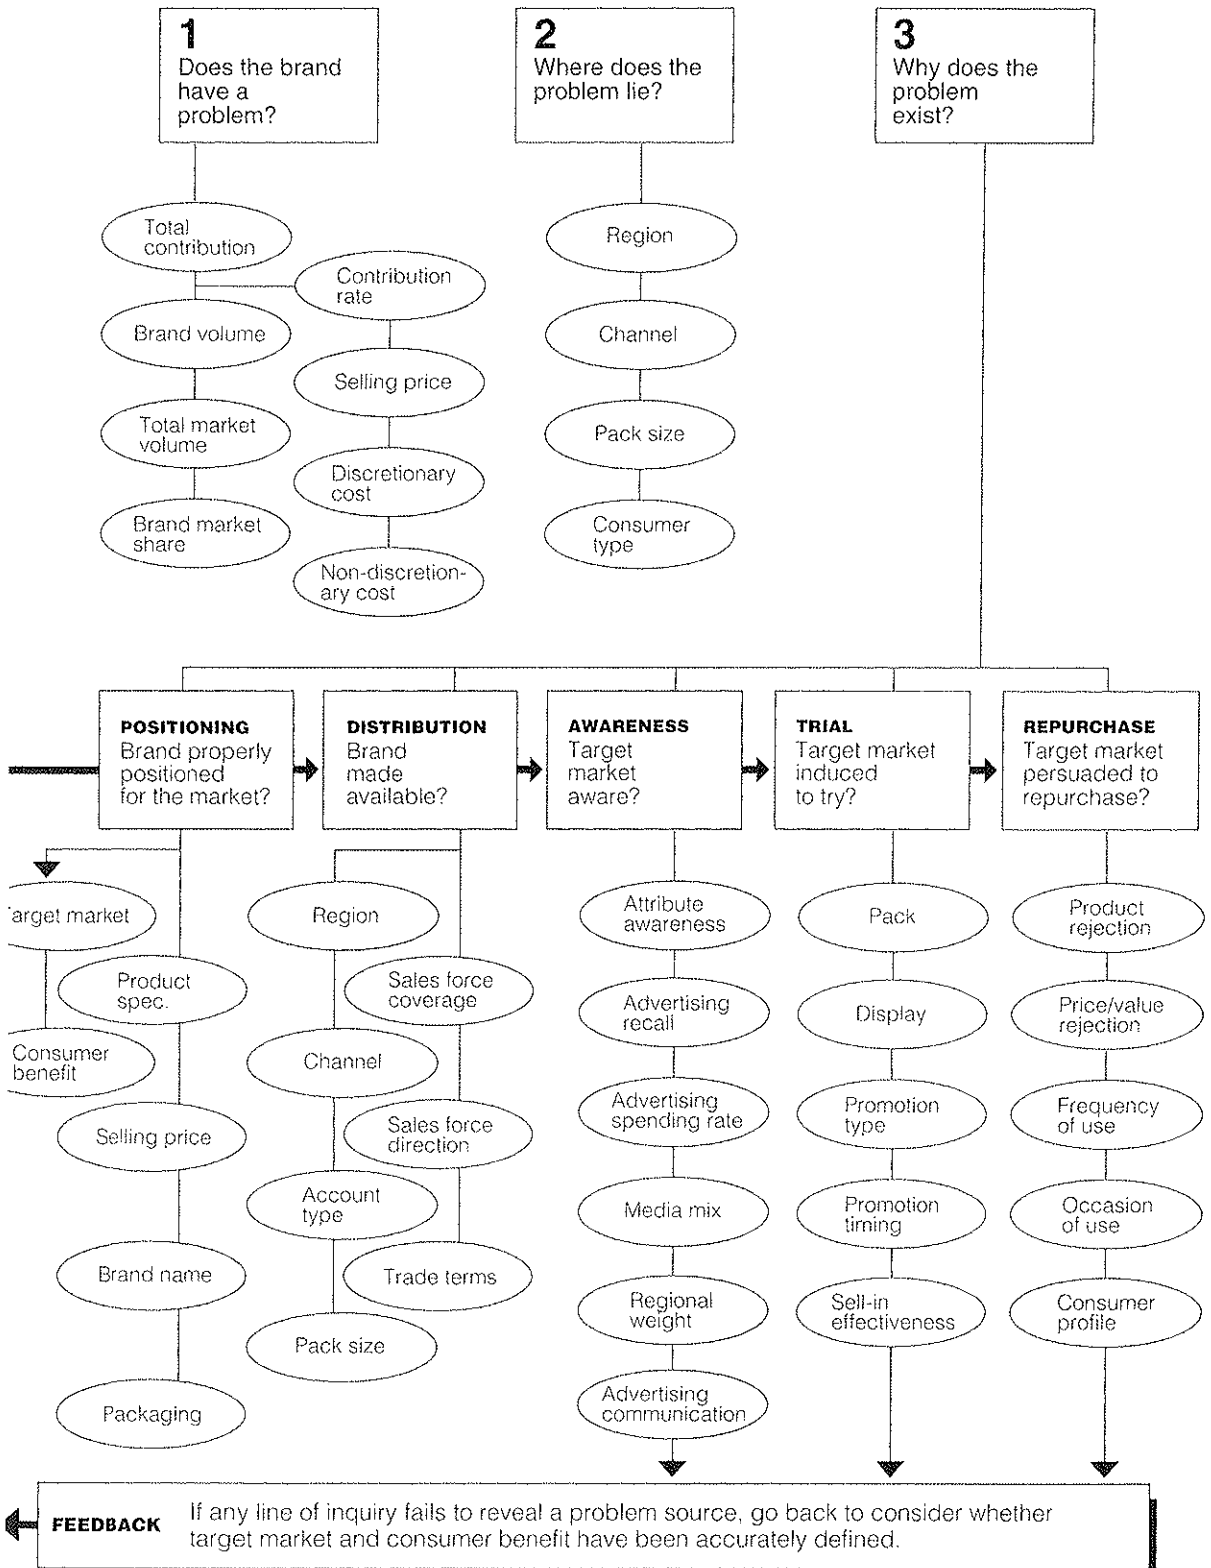 1
Does the brand
have a
problem?
2
Where does the
problem lie?
3
Why does the
problem
exist?
Total
contribution
Contribution
rate
Brand volume
Selling price
Total market
volume
Discretionary
cost
Brand market
share
Non-discretion-
ary cost
Region
Channel
Pack size
Consumer
type
POSITIONING
Brand properly
positioned
for the market?
DISTRIBUTION
Brand
made
available?
AWARENESS
Target
market
aware?
TRIAL
Target market
induced
to try?
REPURCHASE
Target market
persuaded to
repurchase?
arget market
Product
spec.
Consumer
benefit
Selling price
Brand name
Packaging
Region
Sales force
coverage
Channel
Sales force
direction
Account
type
Trade terms
Pack size
Attribute
awareness
Advertising
recall
Advertising
spending rate
Media mix
Regional
weight
Advertising
communication
Pack
Display
Promotion
type
Promotion
timing
Sell-in
effectiveness
Product
rejection
Price/value
rejection
Frequency
of use
Occasion
of use
Consumer
profile
FEEDBACK
If any line of inquiry fails to reveal a problem source, go back to consider whether
target market and consumer benefit have been accurately defined.